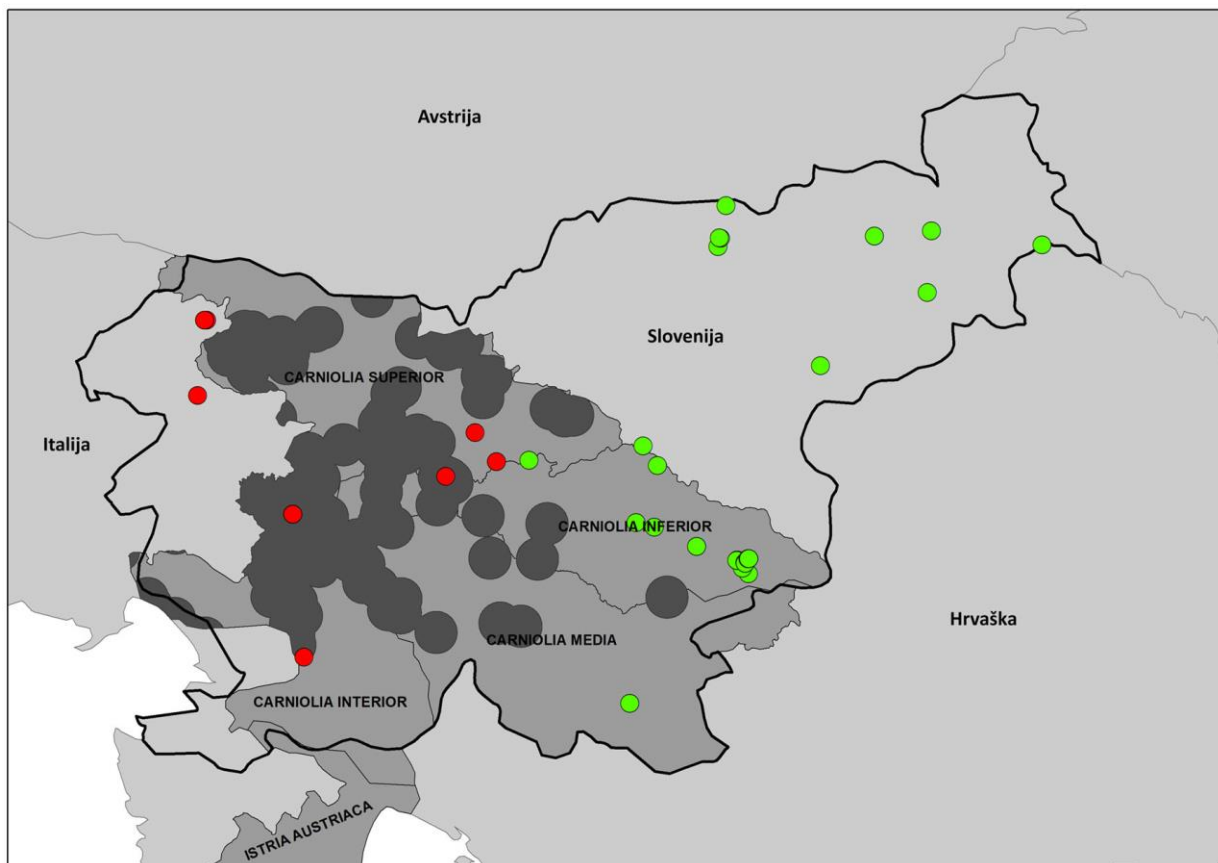 Avstrija
Slovenija
CARNIOLIA SUPERIOR
Italija
CARNIOLIA INFERIOR
Hrvaška
CARNIOLIA MEDIA
CARNIOLIA INTERIOR
ISTRIA AUSTRIACA